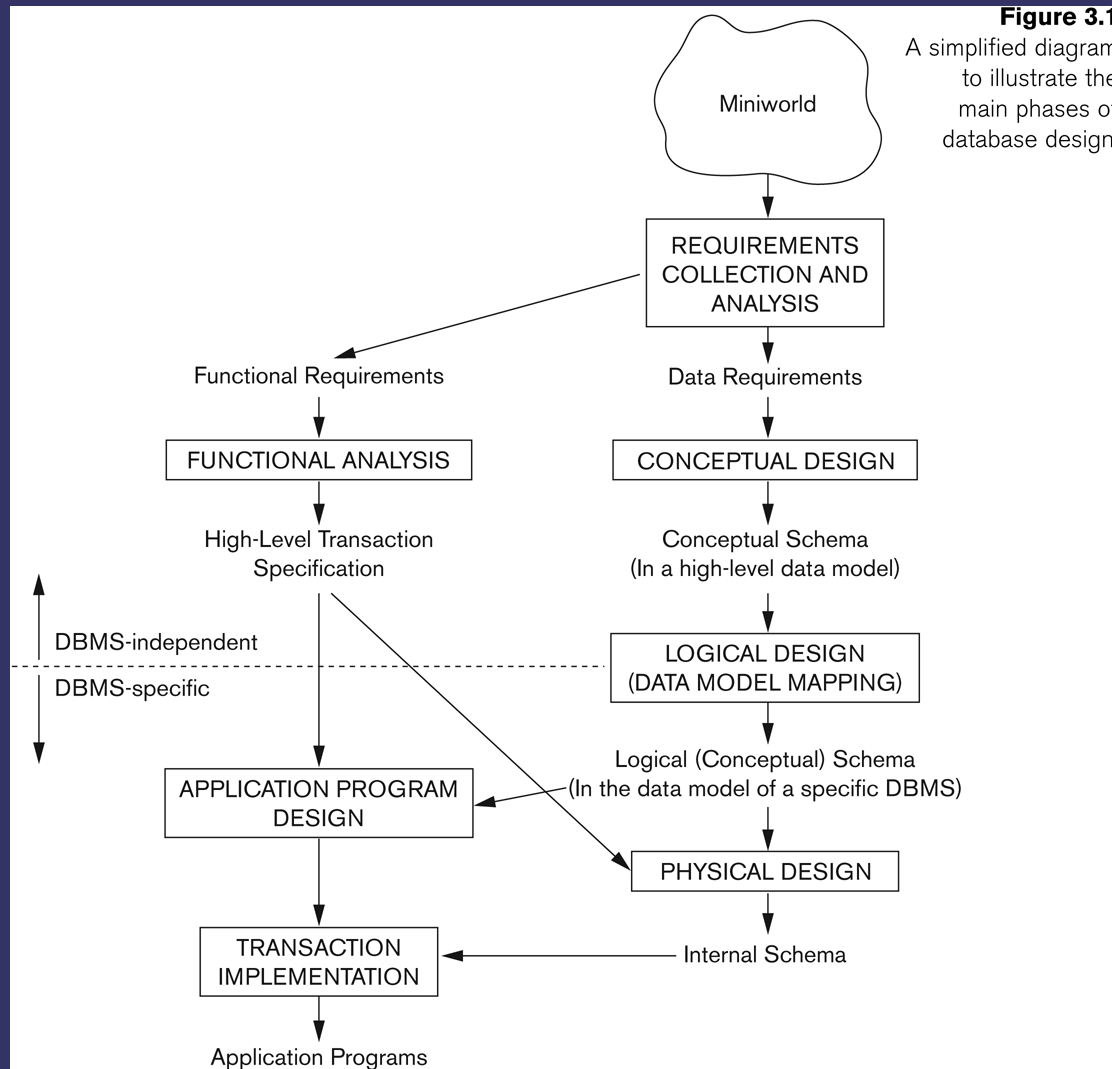 Figure 3.1
A simplified diagram
to illustrate the
main phases of
database design
Miniworld
REQUIREMENTS
COLLECTION AND
ANALYSIS
Functional Requirements
Data Requirements
FUNCTIONAL ANALYSIS
CONCEPTUAL DESIGN
High-Level Transaction
Specification
Conceptual Schema
(In a high-level data model)
DBMS-independent
DBMS-specific
LOGICAL DESIGN
(DATA MODEL MAPPING)
Logical (Conceptual) Schema
(In the data model of a specific DBMS)
APPLICATION PROGRAM
DESIGN
PHYSICAL DESIGN
TRANSACTION
IMPLEMENTATION
Internal Schema
Application Programs